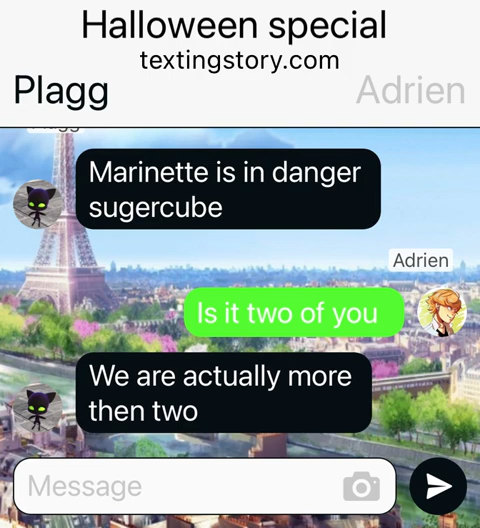 Halloween special
textingstory.com
Plagg
Adrien
Plagg
Marinette is in danger
sugercube
Adrien
Is it two of you
We are actually more
then two
Message